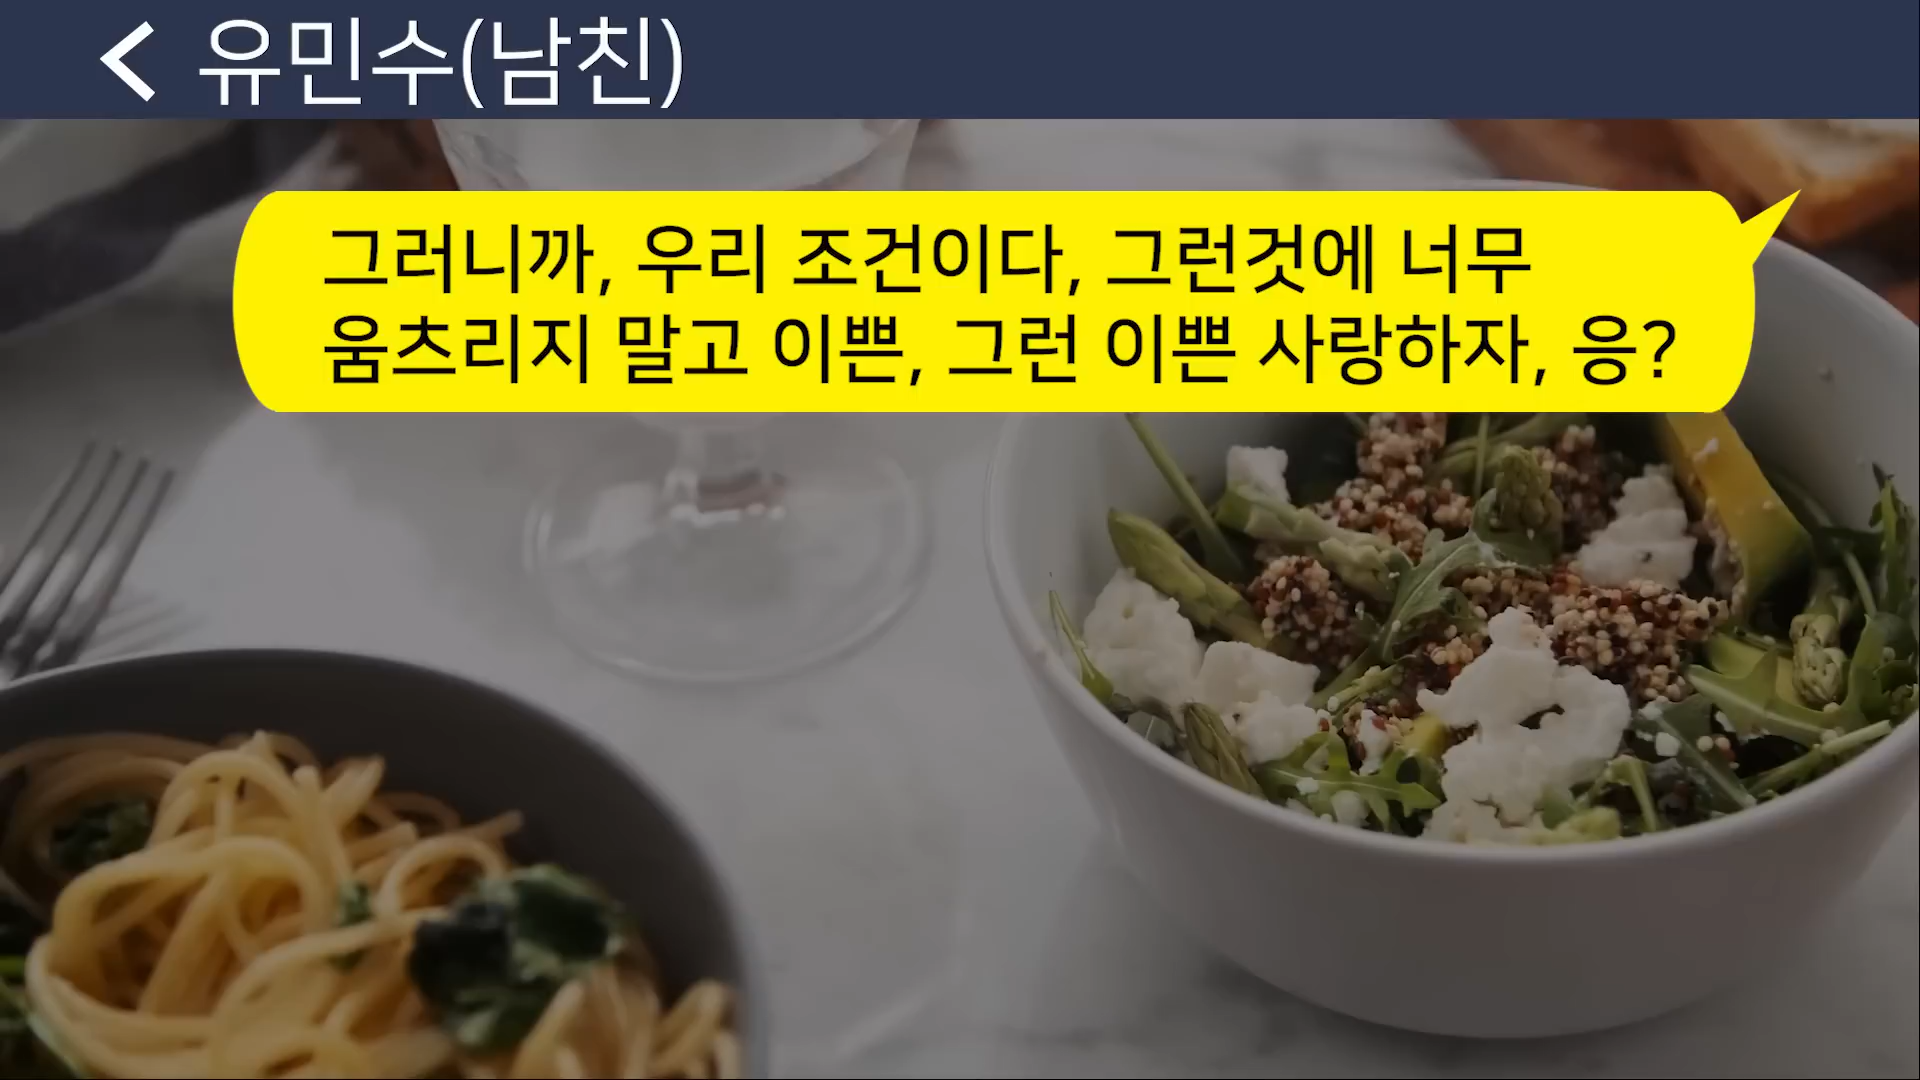 유민수(남친)
그러니까, 우리 조건이다, 그런것에 너무
움츠리지 말고 이쁜, 그런 이쁜 사랑하자, 응?